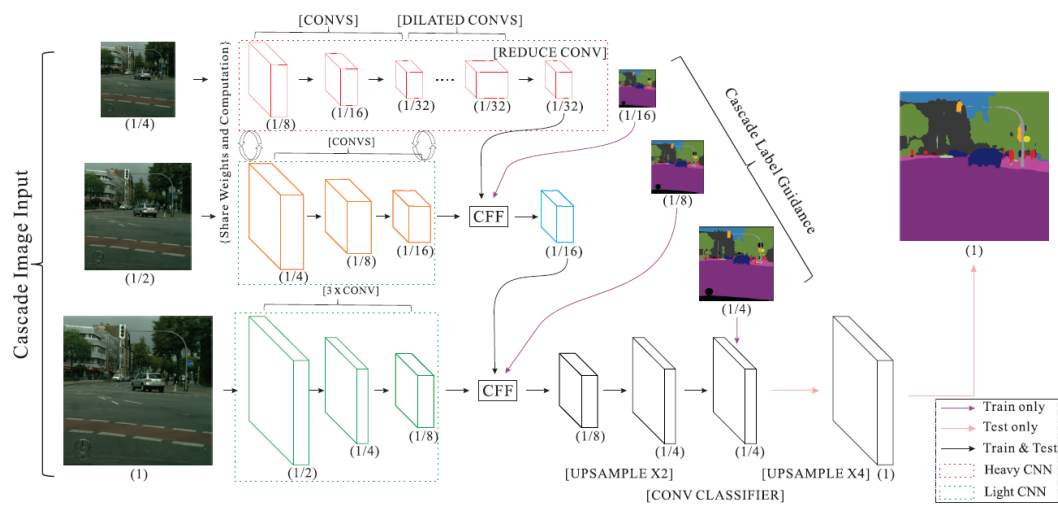 [CONVS]
[DILATED CONVS]
[REDUCE CONV]
(1/4)
(1/8)
(1/16)
(1/32)
(1/32)
(1/32)
(1/16)
{Share Weights and Computation}
Cascade Label Guidance
Cascade Image Input
[CONVS]
(1/2)
(1/4)
(1/8)
(1/16)
CFF
(1/16)
(1/8)
(1)
[3 X CONV]
(1/4)
(1)
(1/2)
(1/4)
(1/8)
CFF
(1/8)
(1/4)
(1/4)
(1)
[UPSAMPLE X2]
[UPSAMPLE X4]
[CONV CLASSIFIER]
Train only
Test only
Train & Test
Heavy CNN
Light CNN